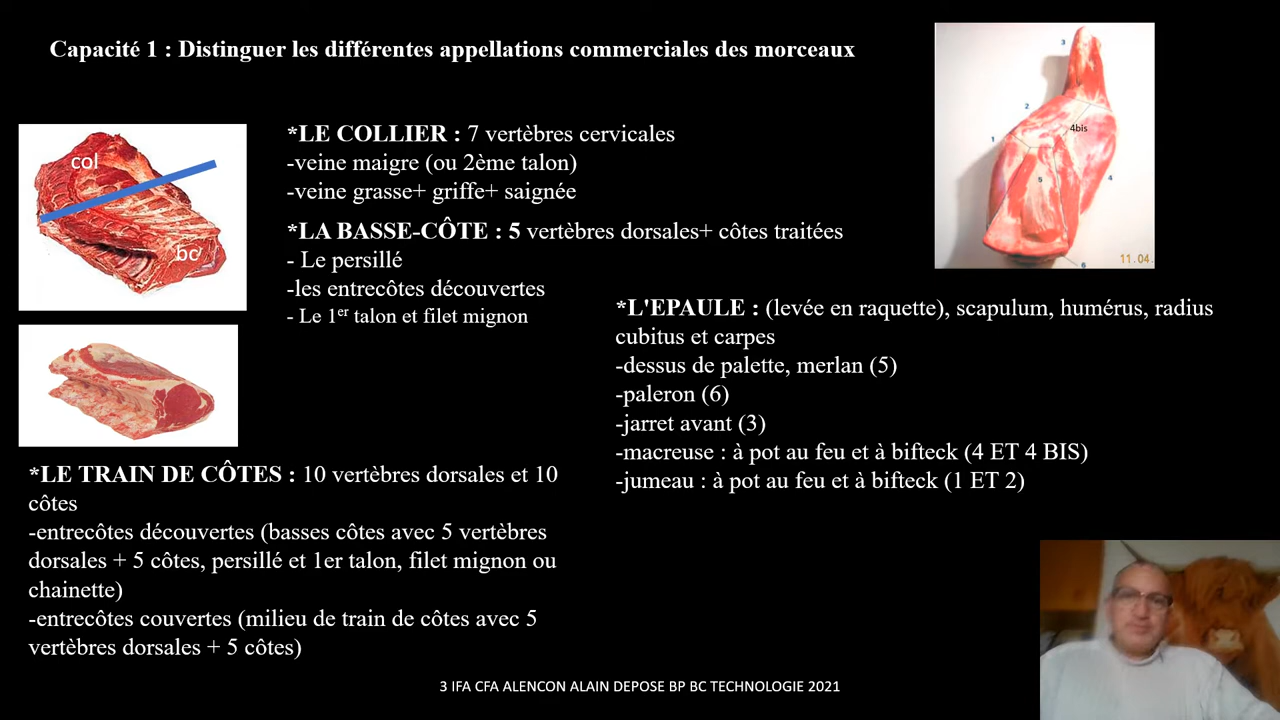 Capacité 1 : Distinguer les différentes appellations commerciales des morceaux
col
bc
*LE COLLIER : 7 vertèbres cervicales
-veine maigre (ou 2ème talon)
-veine grasse+ griffe+ saignée
*LA BASSE-CÔTE : 5 vertèbres dorsales+ côtes traitées
- Le persillé
-les entrecôtes découvertes
- Le 1er talon et filet mignon
3
2
4bis
1
5
4
11.04.
6
*L'EPAULE : (levée en raquette), scapulum, humérus, radius
cubitus et carpes
-dessus de palette, merlan (5)
-paleron (6)
-jarret avant (3)
-macreuse : à pot au feu et à bifteck (4 ET 4 BIS)
-jumeau : à pot au feu et à bifteck (1 ET 2)
*LE TRAIN DE CÔTES : 10 vertèbres dorsales et 10
côtes
-entrecôtes découvertes (basses côtes avec 5 vertèbres
dorsales + 5 côtes, persillé et 1er talon, filet mignon ou
chainette)
-entrecôtes couvertes (milieu de train de côtes avec 5
vertèbres dorsales + 5 côtes)
3 IFA CFA ALENCON ALAIN DEPOSE BP BC TECHNOLOGIE 2021